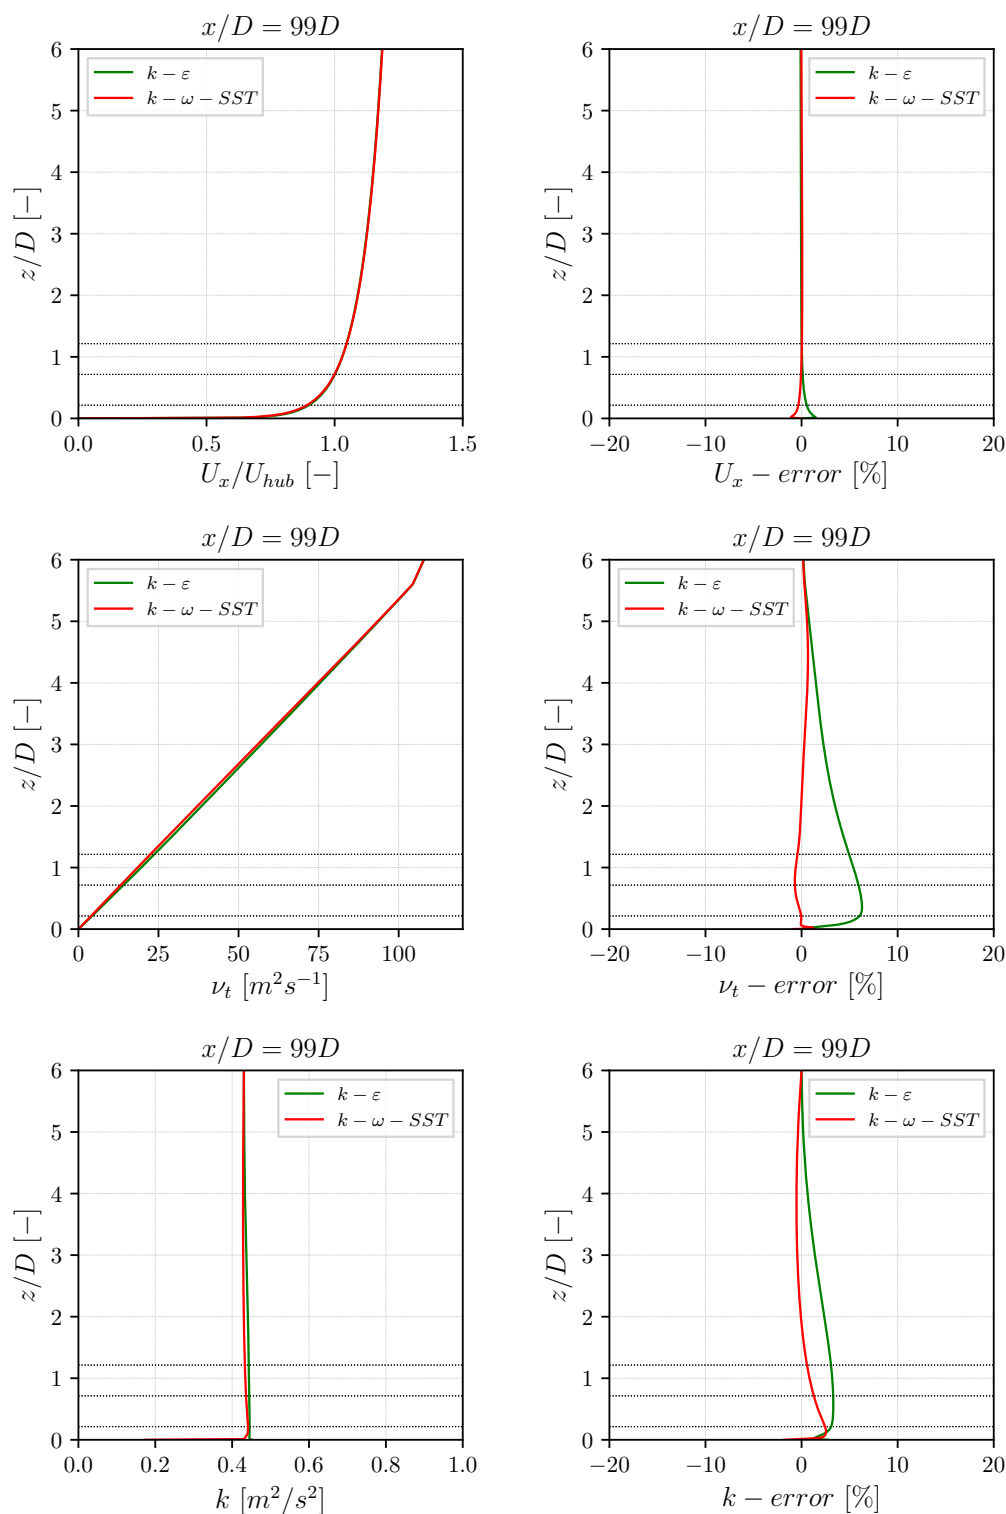 x/D = 99D
6
5
4
3
2
1
0
z/D [−]
k − ε
k − ω − SST
0.0 0.5 1.0 1.5
U_x/U_{hub} [−]
x/D = 99D
6
5
4
3
2
1
0
z/D [−]
k − ε
k − ω − SST
−20 −10 0 10 20
U_x − error [%]
x/D = 99D
6
5
4
3
2
1
0
z/D [−]
k − ε
k − ω − SST
0 25 50 75 100
ν_t [m²s⁻¹]
x/D = 99D
6
5
4
3
2
1
0
z/D [−]
k − ε
k − ω − SST
−20 −10 0 10 20
ν_t − error [%]
x/D = 99D
6
5
4
3
2
1
0
z/D [−]
k − ε
k − ω − SST
0.0 0.2 0.4 0.6 0.8 1.0
k [m²/s²]
x/D = 99D
6
5
4
3
2
1
0
z/D [−]
k − ε
k − ω − SST
−20 −10 0 10 20
k − error [%]